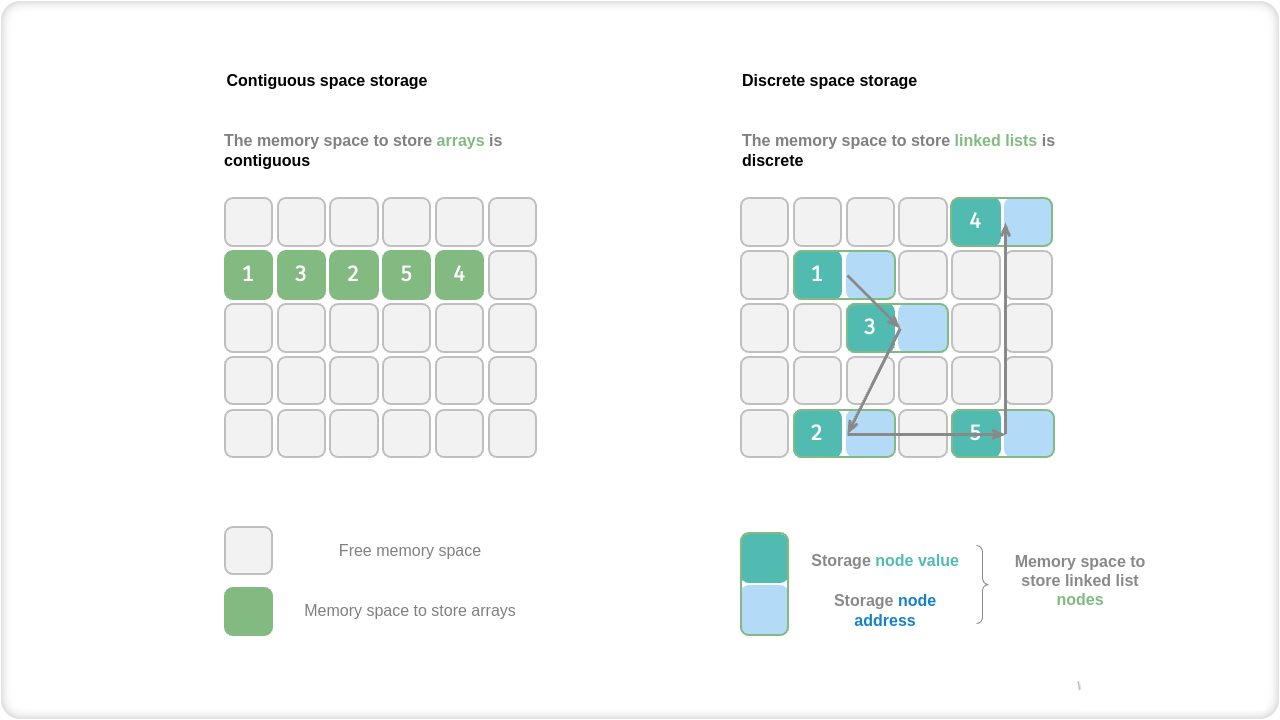 Contiguous space storage
The memory space to store arrays is
contiguous
1 3 2 5 4
Free memory space
Memory space to store arrays
Discrete space storage
The memory space to store linked lists is
discrete
4
1
3
2 5
Storage node value
Storage node
address
Memory space to
store linked list
nodes